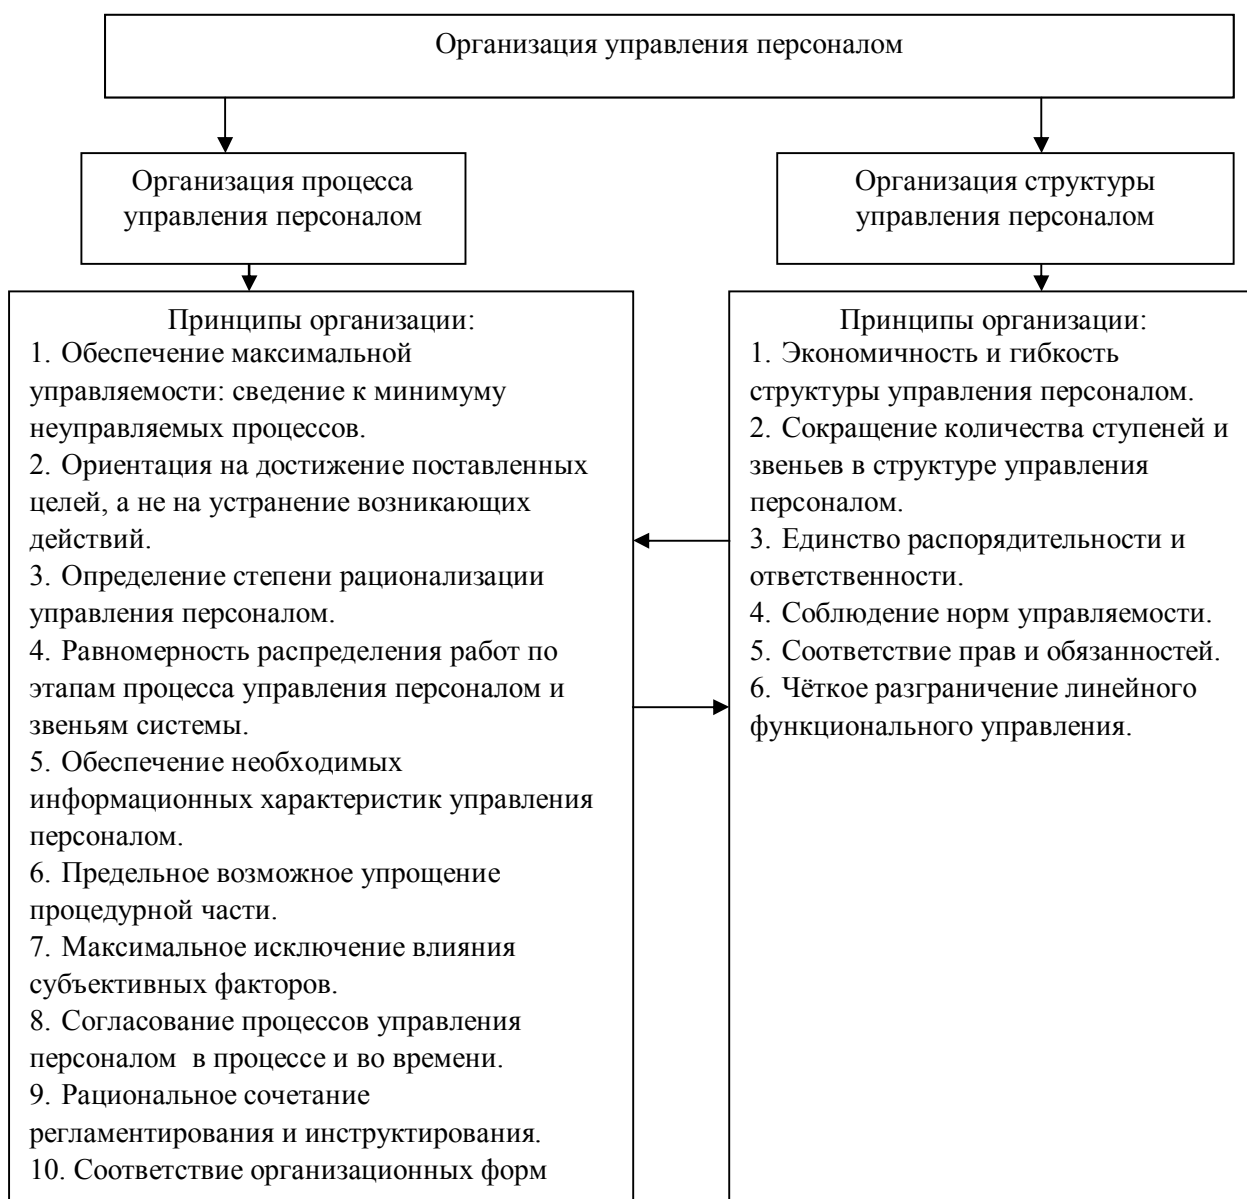 Организация управления персоналом
Организация процесса
управления персоналом
Организация структуры
управления персоналом
Принципы организации:
1. Обеспечение максимальной
управляемости: сведение к минимуму
неуправляемых процессов.
2. Ориентация на достижение поставленных
целей, а не на устранение возникающих
действий.
3. Определение степени рационализации
управления персоналом.
4. Равномерность распределения работ по
этапам процесса управления персоналом и
звеньям системы.
5. Обеспечение необходимых
информационных характеристик управления
персоналом.
6. Предельное возможное упрощение
процедурной части.
7. Максимальное исключение влияния
субъективных факторов.
8. Согласование процессов управления
персоналом в процессе и во времени.
9. Рациональное сочетание
регламентирования и инструктирования.
10. Соответствие организационных форм
Принципы организации:
1. Экономичность и гибкость
структуры управления персоналом.
2. Сокращение количества ступеней и
звеньев в структуре управления
персоналом.
3. Единство распорядительности и
ответственности.
4. Соблюдение норм управляемости.
5. Соответствие прав и обязанностей.
6. Чёткое разграничение линейного
функционального управления.